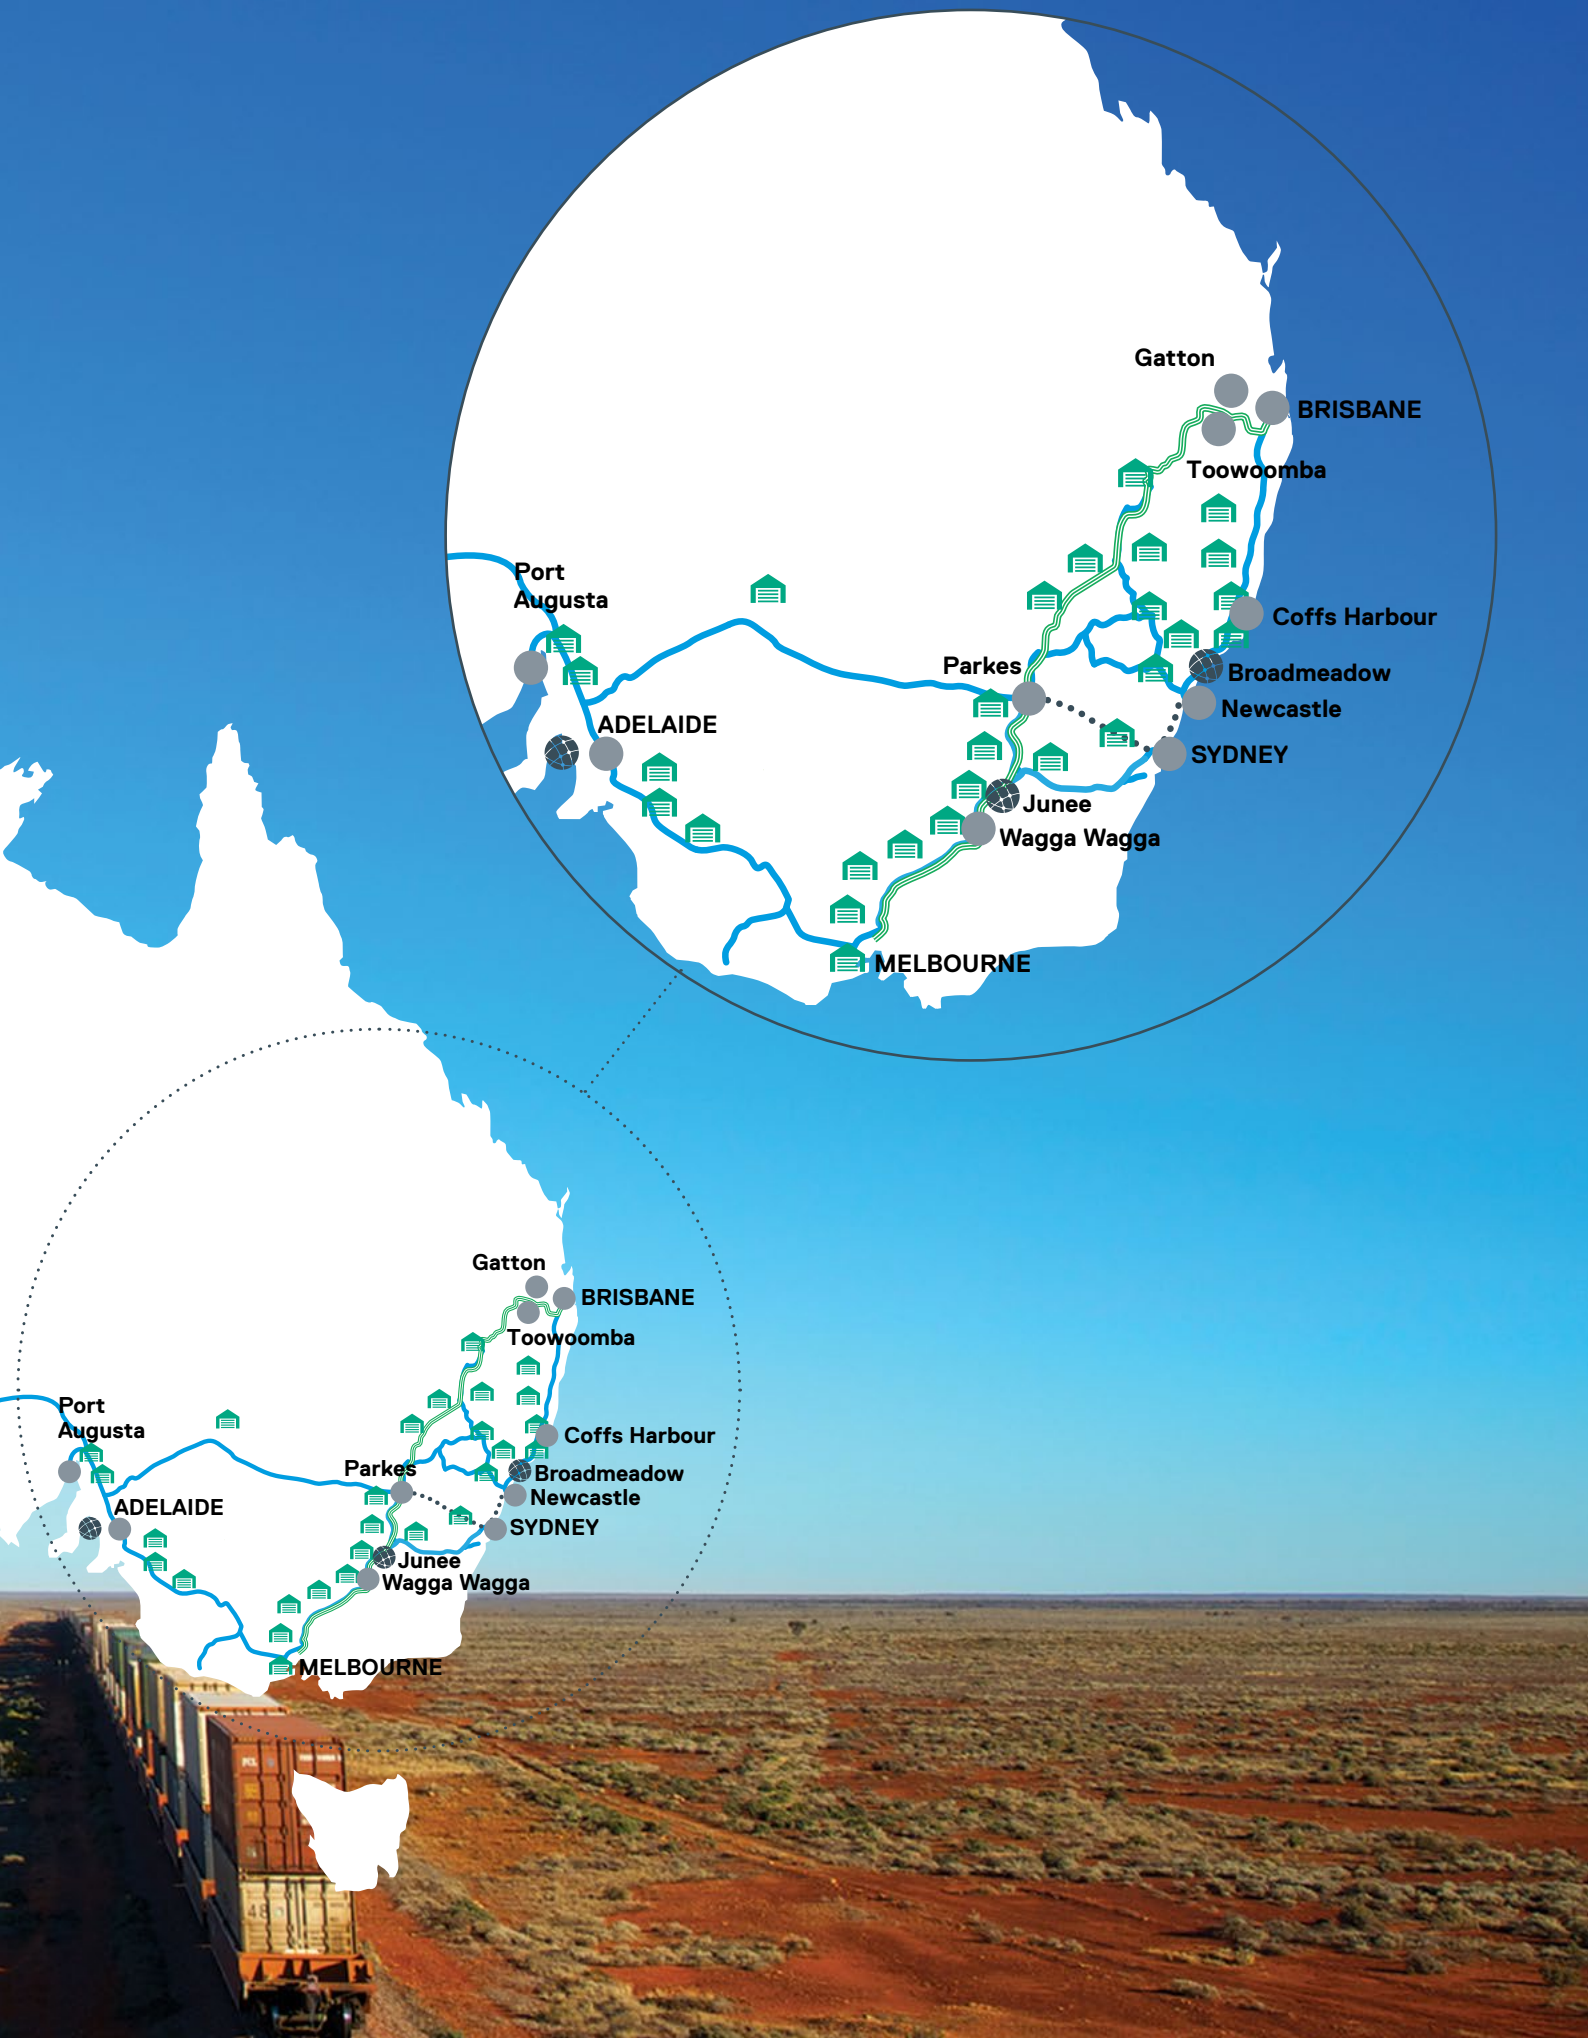 Gatton
BRISBANE
Toowoomba
Port
Augusta
Coffs Harbour
Parkes
Broadmeadow
Newcastle
ADELAIDE
SYDNEY
Junee
Wagga Wagga
MELBOURNE
Gatton
BRISBANE
Toowoomba
Port
Augusta
Coffs Harbour
Parkes
Broadmeadow
Newcastle
ADELAIDE
SYDNEY
Junee
Wagga Wagga
MELBOURNE
48